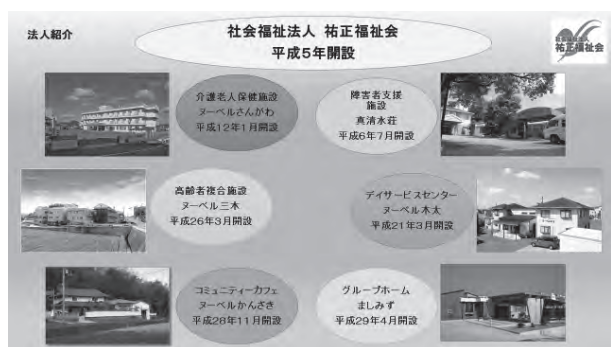 法人紹介
社会福祉法人 祐正福祉会
平成5年開設
社会福祉法人
祐正福祉会
介護老人保健施設
ヌーベルさんがわ
平成12年1月開設
障害者支援
施設
真清水荘
平成6年7月開設
高齢者複合施設
ヌーベル三木
平成26年3月開設
デイサービスセンター
ヌーベル木太
平成21年3月開設
コミュニティーカフェ
ヌーベルかんざき
平成28年11月開設
グループホーム
ましみず
平成29年4月開設